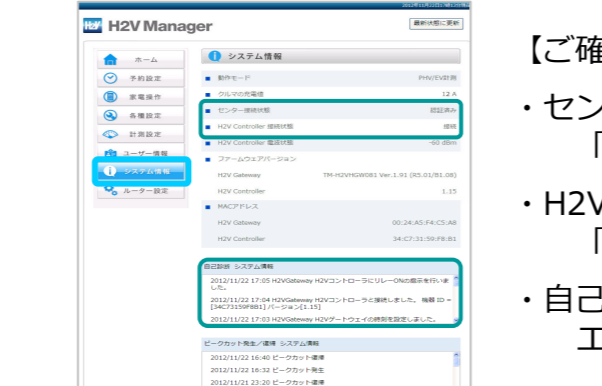 2012年11月22日17時13分現在
H2V H2V Manager
最新状態に更新
ホーム
予約設定
家電操作
各種設定
計測設定
ユーザー情報
システム情報
ルーター設定
システム情報
動作モード PHV/EV計測
クルマの充電値 12 A
センター接続状態 認証済み
H2V Controller 接続状態 接続
H2V Controller 電波状態 -60 dBm
ファームウェアバージョン
H2V Gateway TM-H2VHGW081 Ver.1.91 (R5.01/B1.08)
H2V Controller 1.15
MACアドレス
H2V Gateway 00:24:A5:F4:C5:A8
H2V Controller 34:C7:31:59:F8:B1
自己診断 システム情報
2012/11/22 17:05 H2VGateway H2VコントローラにリレーONの指示を行いま
した。
2012/11/22 17:04 H2VGateway H2Vコントローラと接続しました。 機器 ID =
[34C73159F8B1] バージョン[1.15]
2012/11/22 17:03 H2VGateway H2Vゲートウェイの時刻を設定しました。
ピークカット発生/復帰 システム情報
2012/11/22 16:40 ピークカット復帰
2012/11/22 16:32 ピークカット発生
2012/11/21 23:20 ピークカット復帰
【ご確
・セン
「
・H2V
「
・自己
エ